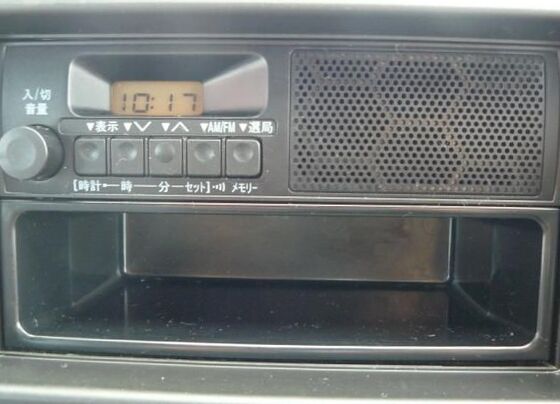 10:17
入/切
音量
▼表示 ▼∨ ▼∧ ▼AM/FM ▼選局
[時計•—時——分—セット]•)) メモリー